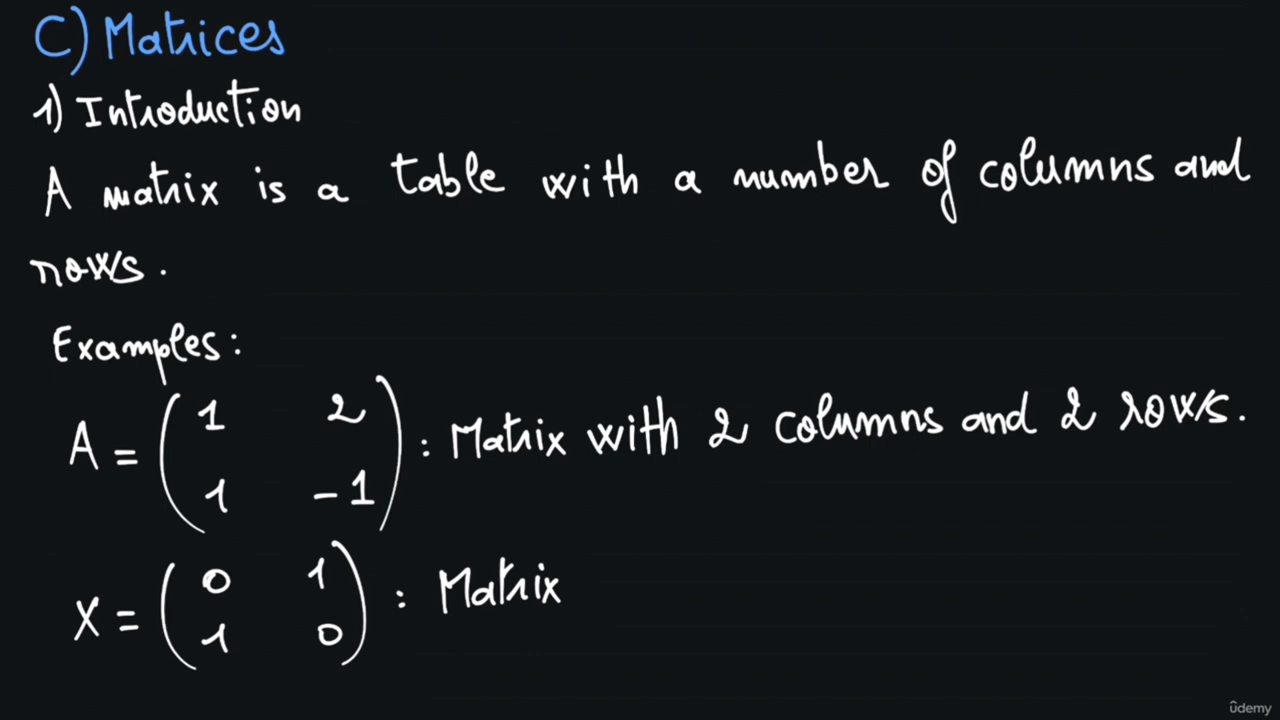 C) Matrices
1) Introduction
A matrix is a table with a number of columns and
rows.
Examples:
A = ( 1 2
1 -1 ) : Matrix with 2 columns and 2 rows.
X = ( 0 1
1 0 ) : Matrix
ûdemy